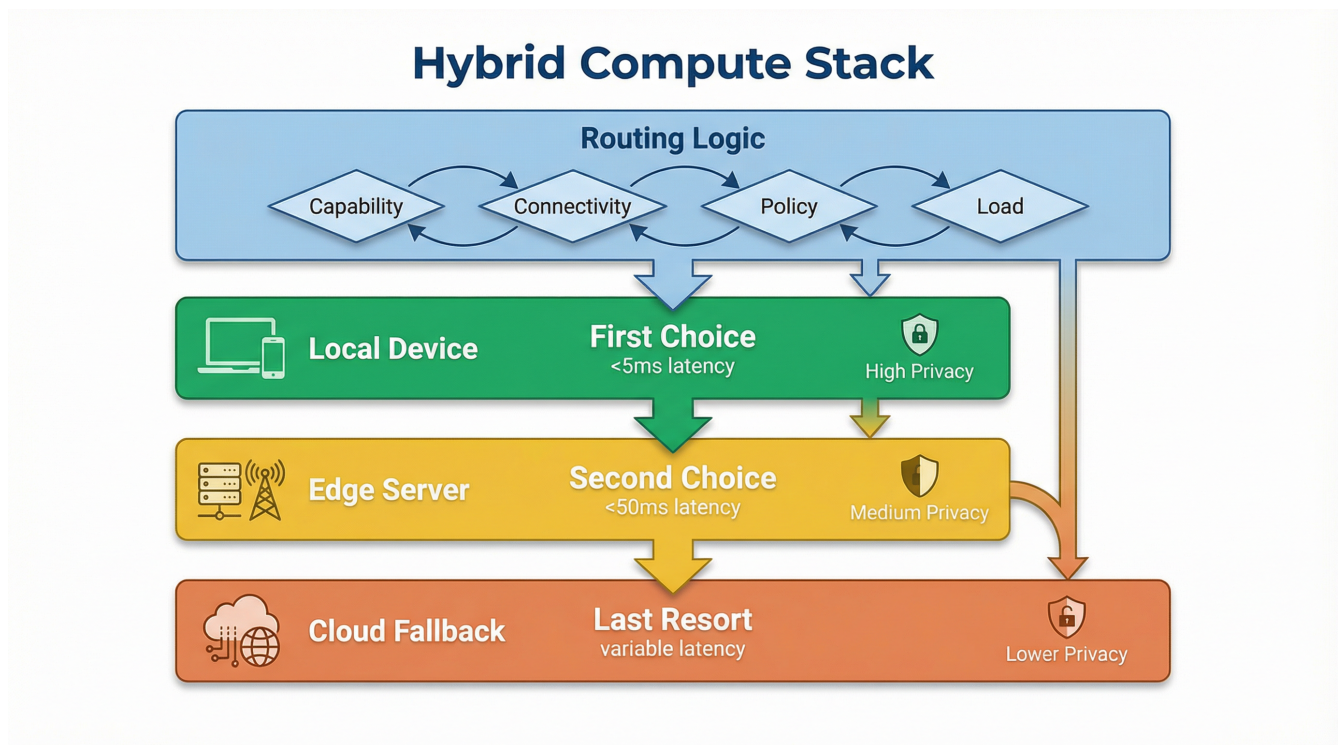 Hybrid Compute Stack
Routing Logic
Capability
Connectivity
Policy
Load
Local Device
First Choice
<5ms latency
High Privacy
Edge Server
Second Choice
<50ms latency
Medium Privacy
Cloud Fallback
Last Resort
variable latency
Lower Privacy